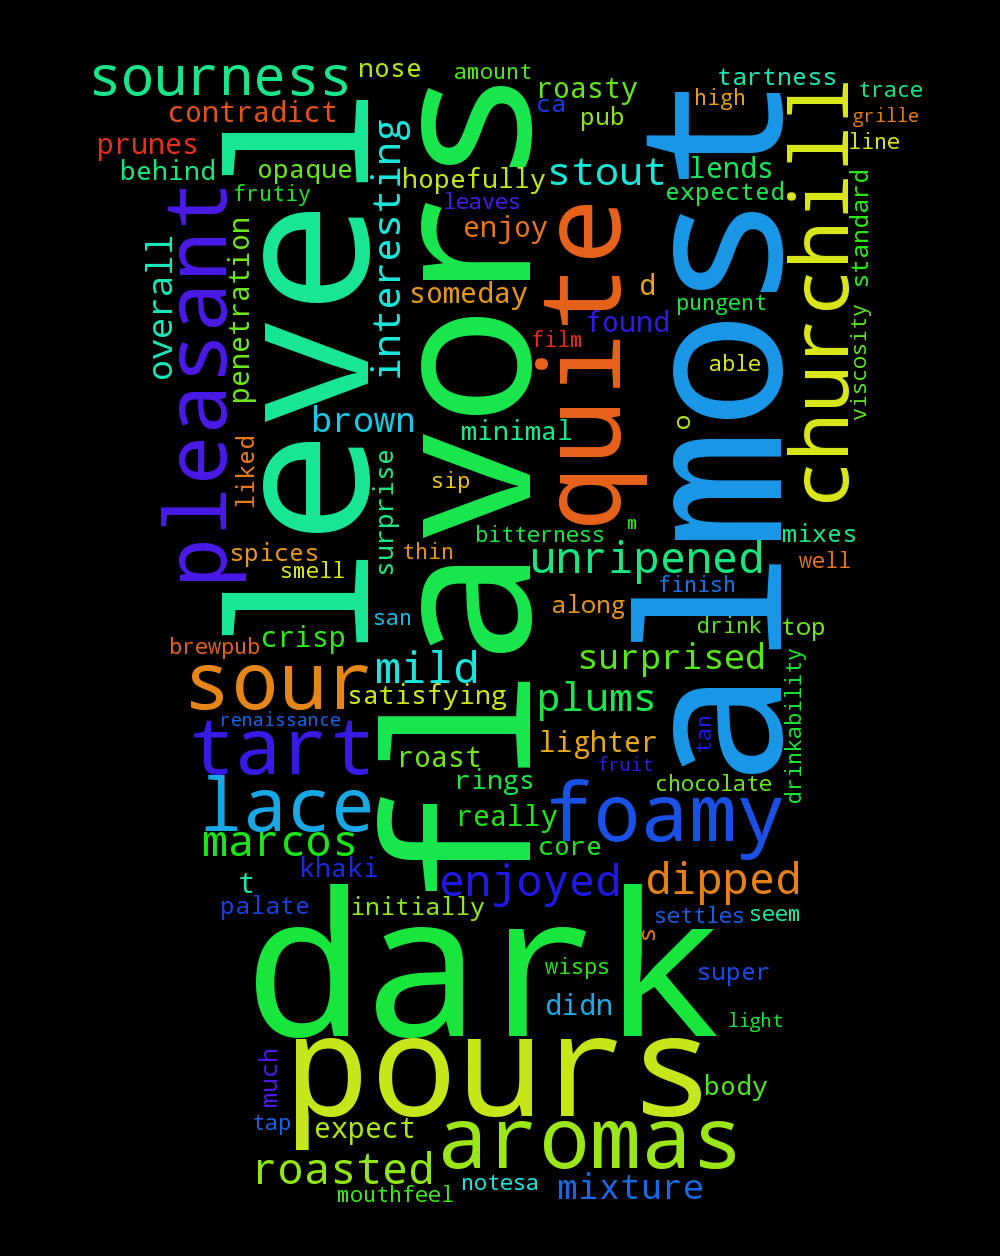 sourness
nose
amount
roasty
tartness
contradict
ca
pub
high
trace
grille
prunes
behind
opaque
frutiy
hopefully
leaves
stout
lends
expected
line
level
flavors
almost
churchill
interesting
pleasant
overall
penetration
enjoy
quite
standard
someday
d
pungent
found
film
able
viscosity
brown
minimal
o
liked
surprise
sip
bitterness
m
mixes
spices
thin
unripened
well
smell
finish
san
along
crisp
drink
top
brewpub
surprised
sour
mild
satisfying
plums
drinkability
renaissance
tart
roast
lighter
tan
fruit
rings
chocolate
lace
really
foamy
marcos
core
khaki
t
enjoyed
dipped
palate
initially
settles
seem
dark
s
wisps
super
didn
light
pours
much
body
tap
expect
aromas
roasted
mouthfeel
notesa
mixture